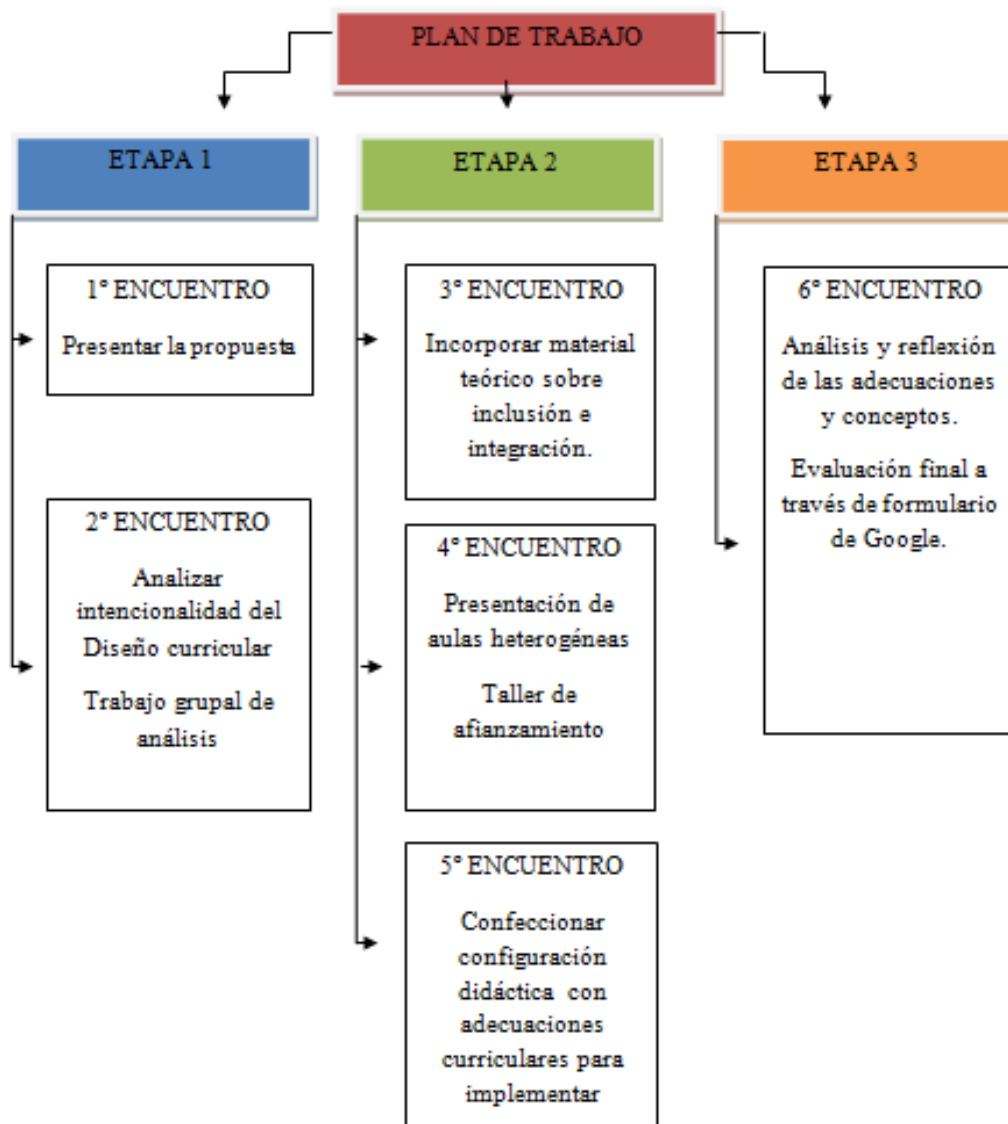 PLAN DE TRABAJO
ETAPA 1
1° ENCUENTRO
Presentar la propuesta
2° ENCUENTRO
Analizar
intencionalidad del
Diseño curricular
Trabajo grupal de
análisis
ETAPA 2
3° ENCUENTRO
Incorporar material
teórico sobre
inclusión e
integración.
4° ENCUENTRO
Presentación de
aulas heterogéneas
Taller de
afianzamiento
5° ENCUENTRO
Confeccionar
configuración
didáctica con
adecuaciones
curriculares para
implementar
ETAPA 3
6° ENCUENTRO
Análisis y reflexión
de las adecuaciones
y conceptos.
Evaluación final a
través de formulario
de Google.